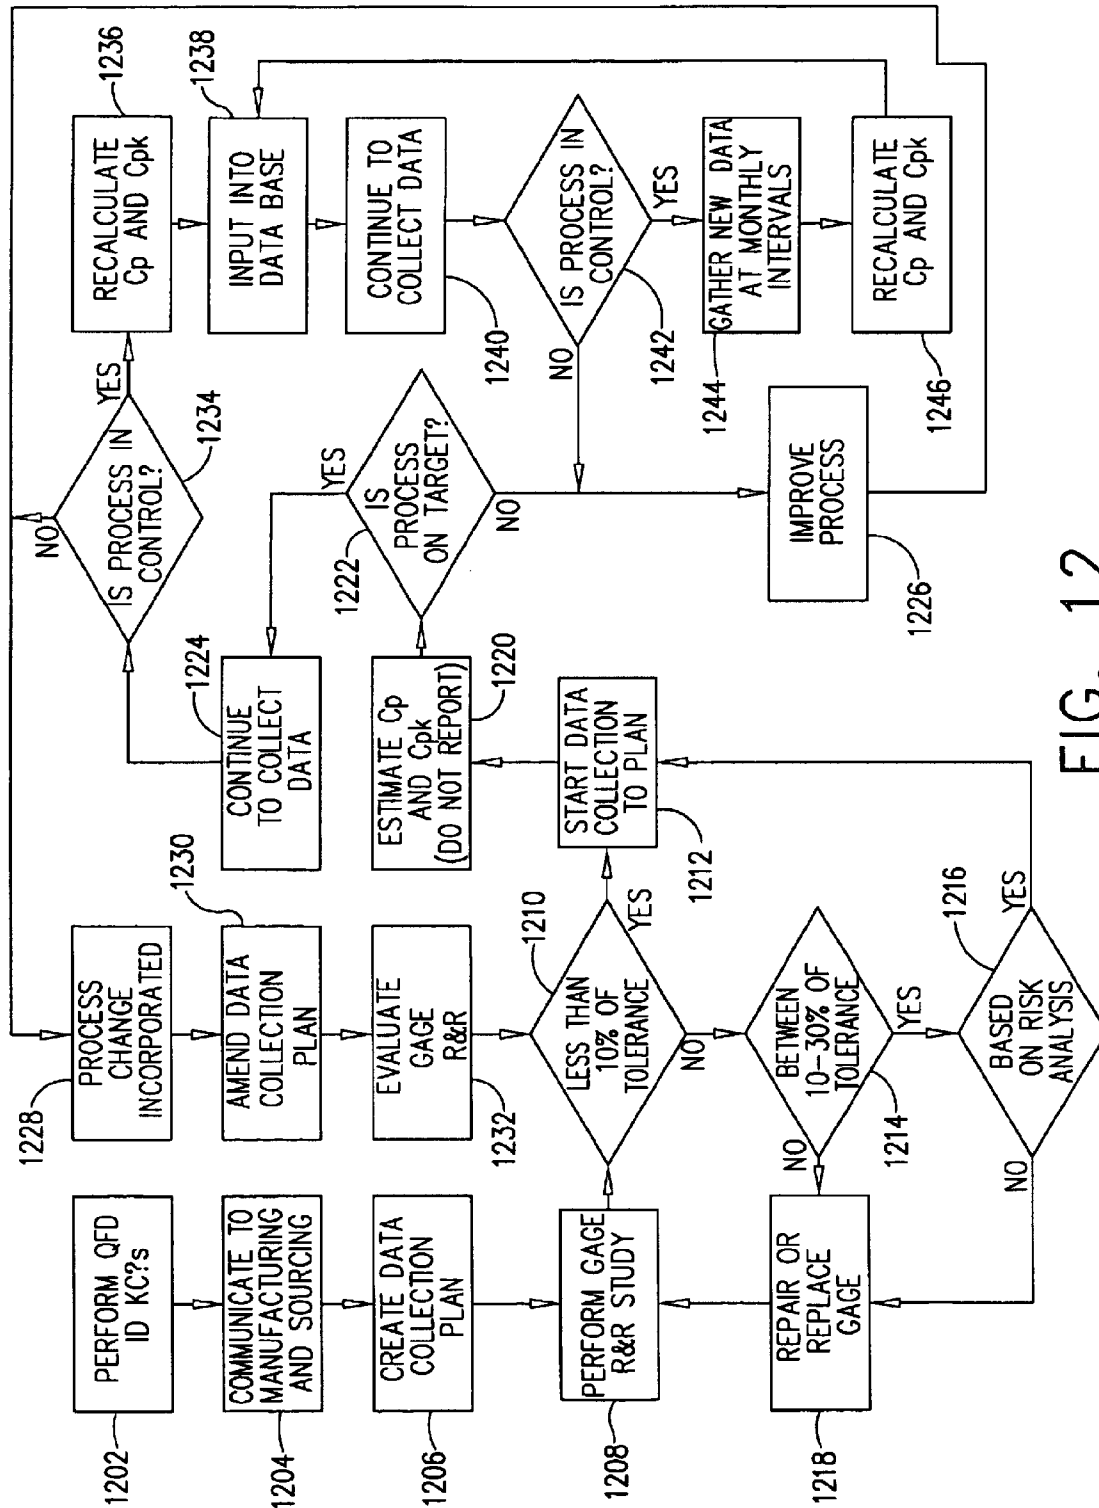 PERFORM QFD
ID KC?s
1202
COMMUNICATE TO
MANUFACTURING
AND SOURCING
1204
CREATE DATA
COLLECTION
PLAN
1206
PERFORM GAGE
R&R STUDY
1208
REPAIR OR
REPLACE
GAGE
1218
1228
PROCESS
CHANGE
INCORPORATED
1230
AMEND DATA
COLLECTION
PLAN
EVALUATE
GAGE
R&R
1232
1210
LESS THAN
10% OF
TOLERANCE
YES
NO
BETWEEN
10-30% OF
TOLERANCE
NO
YES
1214
1216
BASED
ON RISK
ANALYSIS
NO
YES
START DATA
COLLECTION
TO PLAN
1212
ESTIMATE Cp
AND Cpk
(DO NOT REPORT)
1220
1222
IS
PROCESS
ON TARGET?
YES
NO
1224
CONTINUE
TO COLLECT
DATA
IMPROVE
PROCESS
1226
IS PROCESS IN
CONTROL?
1234
NO
YES
RECALCULATE
Cp AND Cpk
1236
INPUT INTO
DATA BASE
1238
CONTINUE TO
COLLECT DATA
1240
IS PROCESS IN
CONTROL?
1242
NO
YES
GATHER NEW DATA
AT MONTHLY
INTERVALS
1244
RECALCULATE
Cp AND Cpk
1246
FIG. 12